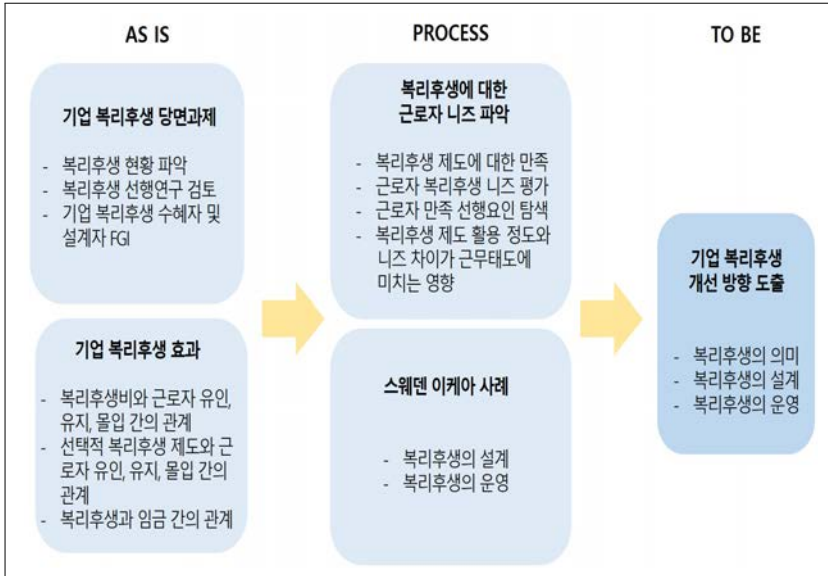 AS IS
기업 복리후생 당면과제
- 복리후생 현황 파악
- 복리후생 선행연구 검토
- 기업 복리후생 수혜자 및
설계자 FGI
기업 복리후생 효과
- 복리후생비와 근로자 유인,
유지, 몰입 간의 관계
- 선택적 복리후생 제도와 근
로자 유인, 유지, 몰입 간의
관계
- 복리후생과 임금 간의 관계
PROCESS
복리후생에 대한
근로자 니즈 파악
- 복리후생 제도에 대한 만족
- 근로자 복리후생 니즈 평가
- 근로자 만족 선행요인 탐색
- 복리후생 제도 활용 정도와
니즈 차이가 근무태도에
미치는 영향
스웨덴 이케아 사례
- 복리후생의 설계
- 복리후생의 운영
TO BE
기업 복리후생
개선 방향 도출
- 복리후생의 의미
- 복리후생의 설계
- 복리후생의 운영